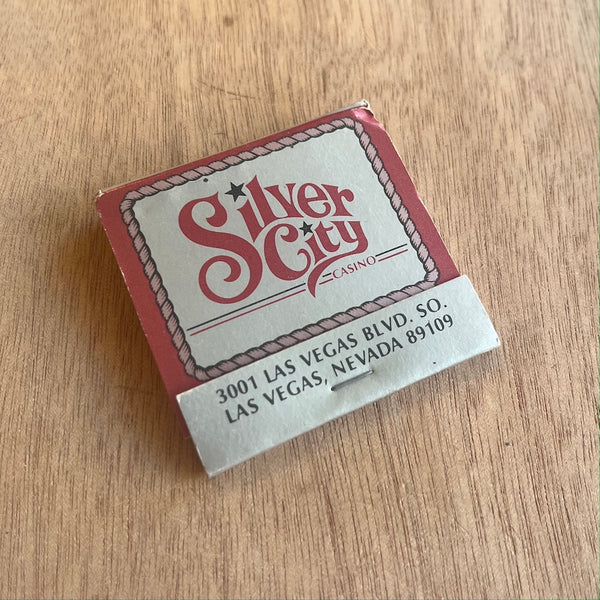 Silver
City
CASINO
3001 LAS VEGAS BLVD. SO.
LAS VEGAS, NEVADA 89109